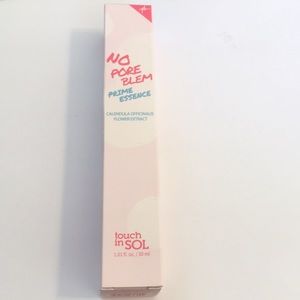 NO
PORE
BLEM
PRIME
ESSENCE
CALENDULA OFFICINALIS
FLOWER EXTRACT
touch
in SOL
1.01 fl. oz. / 30 ml